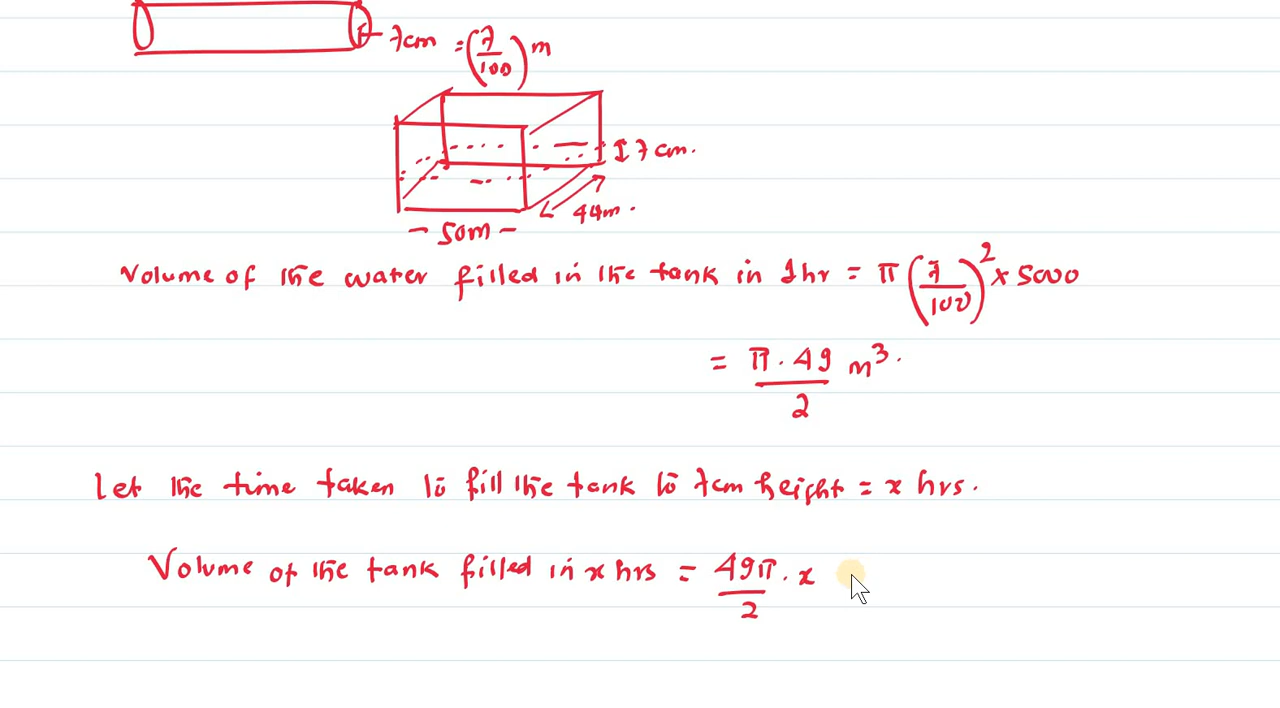 7cm = (7/100) m
7 cm.
44m.
50m
Volume of the water filled in the tank in 1hr = π (7/100)² × 5000
= π . 49 / 2 m³.
Let the time taken to fill the tank to 7cm height = x hrs.
Volume of the tank filled in x hrs = 49π / 2 . x